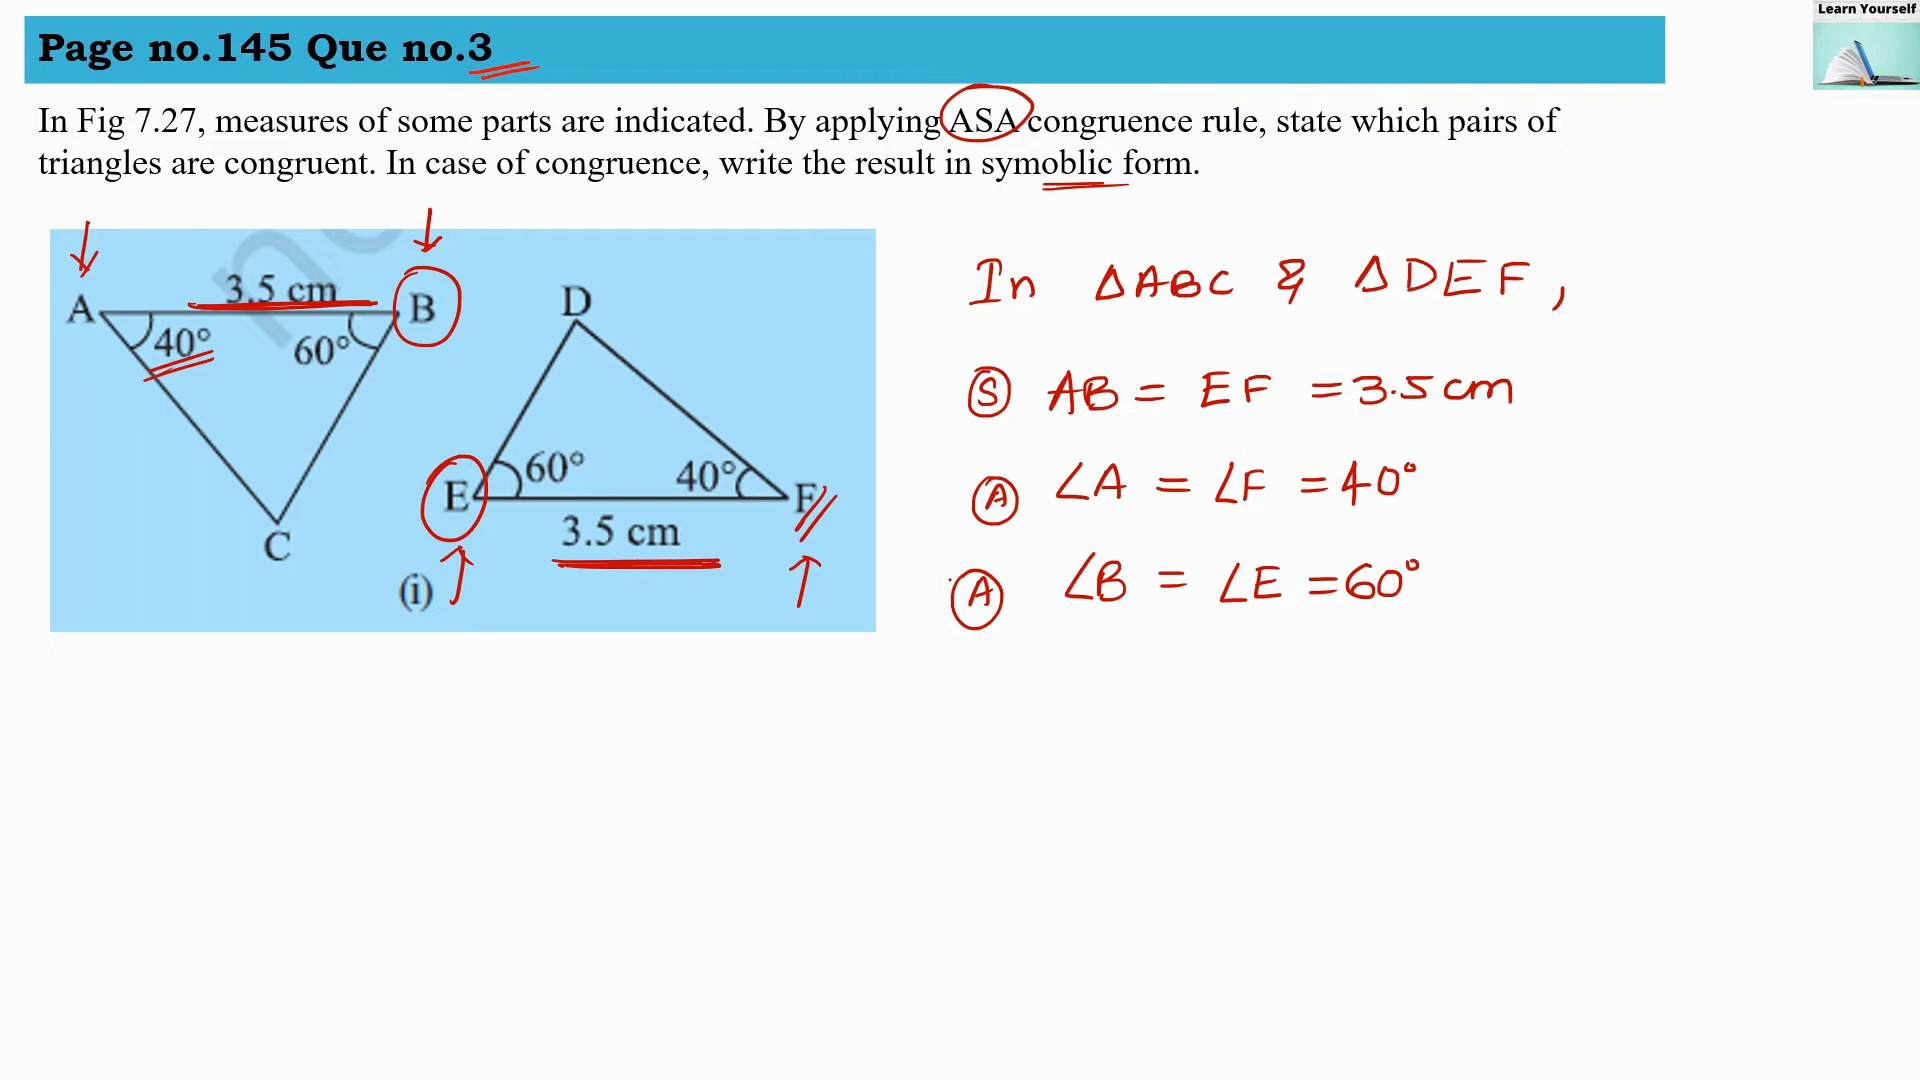 Learn Yourself
Page no.145 Que no.3
In Fig 7.27, measures of some parts are indicated. By applying ASA congruence rule, state which pairs of
triangles are congruent. In case of congruence, write the result in symoblic form.
A 3.5 cm B
40° 60°
C
D
E 60° 40° F
3.5 cm
(i)
In ΔABC & ΔDEF,
Ⓢ AB = EF = 3.5 cm
Ⓐ ∠A = ∠F = 40°
Ⓐ ∠B = ∠E = 60°